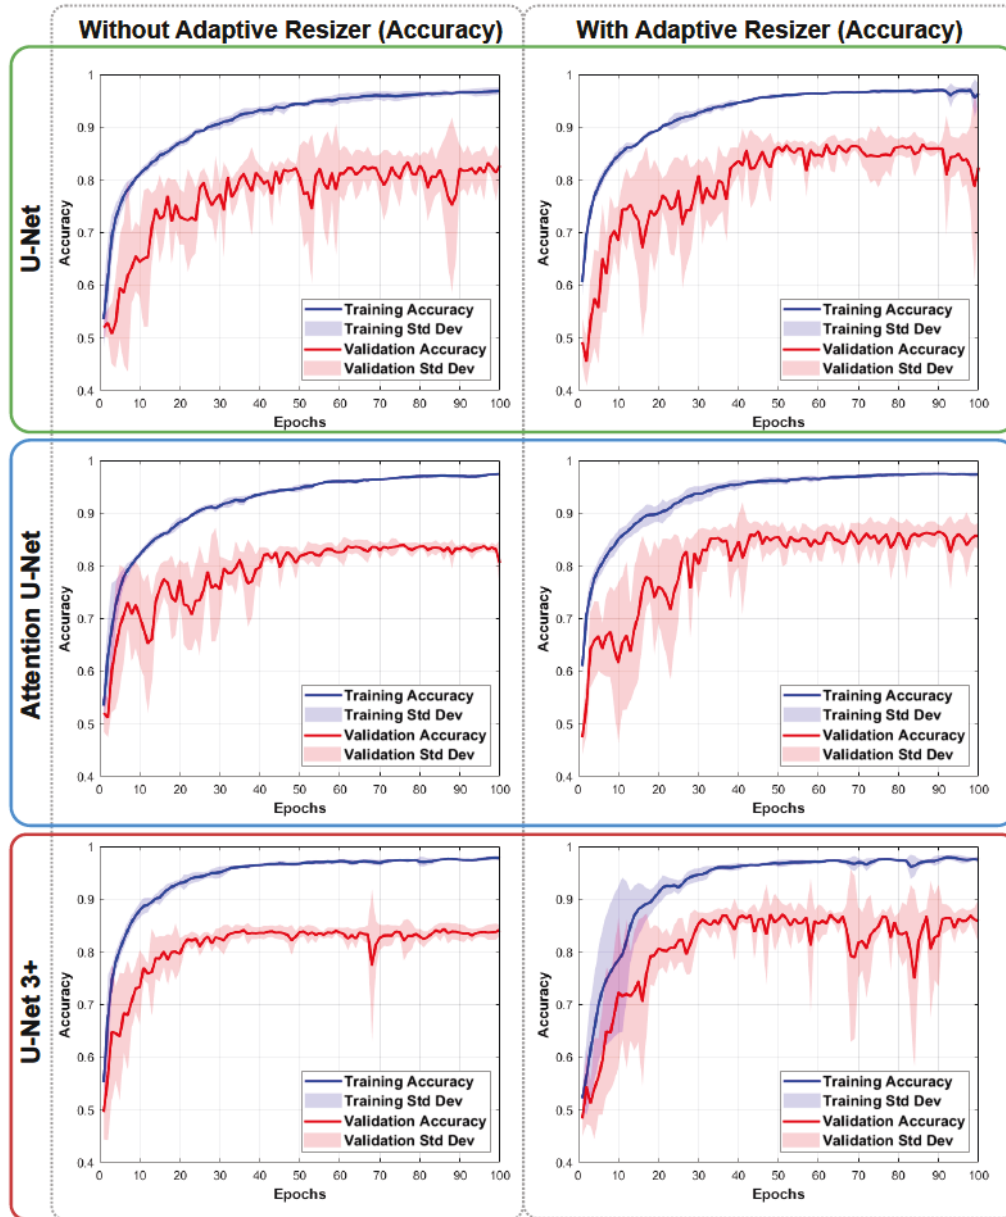 Without Adaptive Resizer (Accuracy)
With Adaptive Resizer (Accuracy)
U-Net
Accuracy
1
0.9
0.8
0.7
0.6
0.5
0.4
0 10 20 30 40 50 60 70 80 90 100
Epochs
Training Accuracy
Training Std Dev
Validation Accuracy
Validation Std Dev
Accuracy
1
0.9
0.8
0.7
0.6
0.5
0.4
0 10 20 30 40 50 60 70 80 90 100
Epochs
Training Accuracy
Training Std Dev
Validation Accuracy
Validation Std Dev
Attention U-Net
Accuracy
1
0.9
0.8
0.7
0.6
0.5
0.4
0 10 20 30 40 50 60 70 80 90 100
Epochs
Training Accuracy
Training Std Dev
Validation Accuracy
Validation Std Dev
Accuracy
1
0.9
0.8
0.7
0.6
0.5
0.4
0 10 20 30 40 50 60 70 80 90 100
Epochs
Training Accuracy
Training Std Dev
Validation Accuracy
Validation Std Dev
U-Net 3+
Accuracy
1
0.9
0.8
0.7
0.6
0.5
0.4
0 10 20 30 40 50 60 70 80 90 100
Epochs
Training Accuracy
Training Std Dev
Validation Accuracy
Validation Std Dev
Accuracy
1
0.9
0.8
0.7
0.6
0.5
0.4
0 10 20 30 40 50 60 70 80 90 100
Epochs
Training Accuracy
Training Std Dev
Validation Accuracy
Validation Std Dev